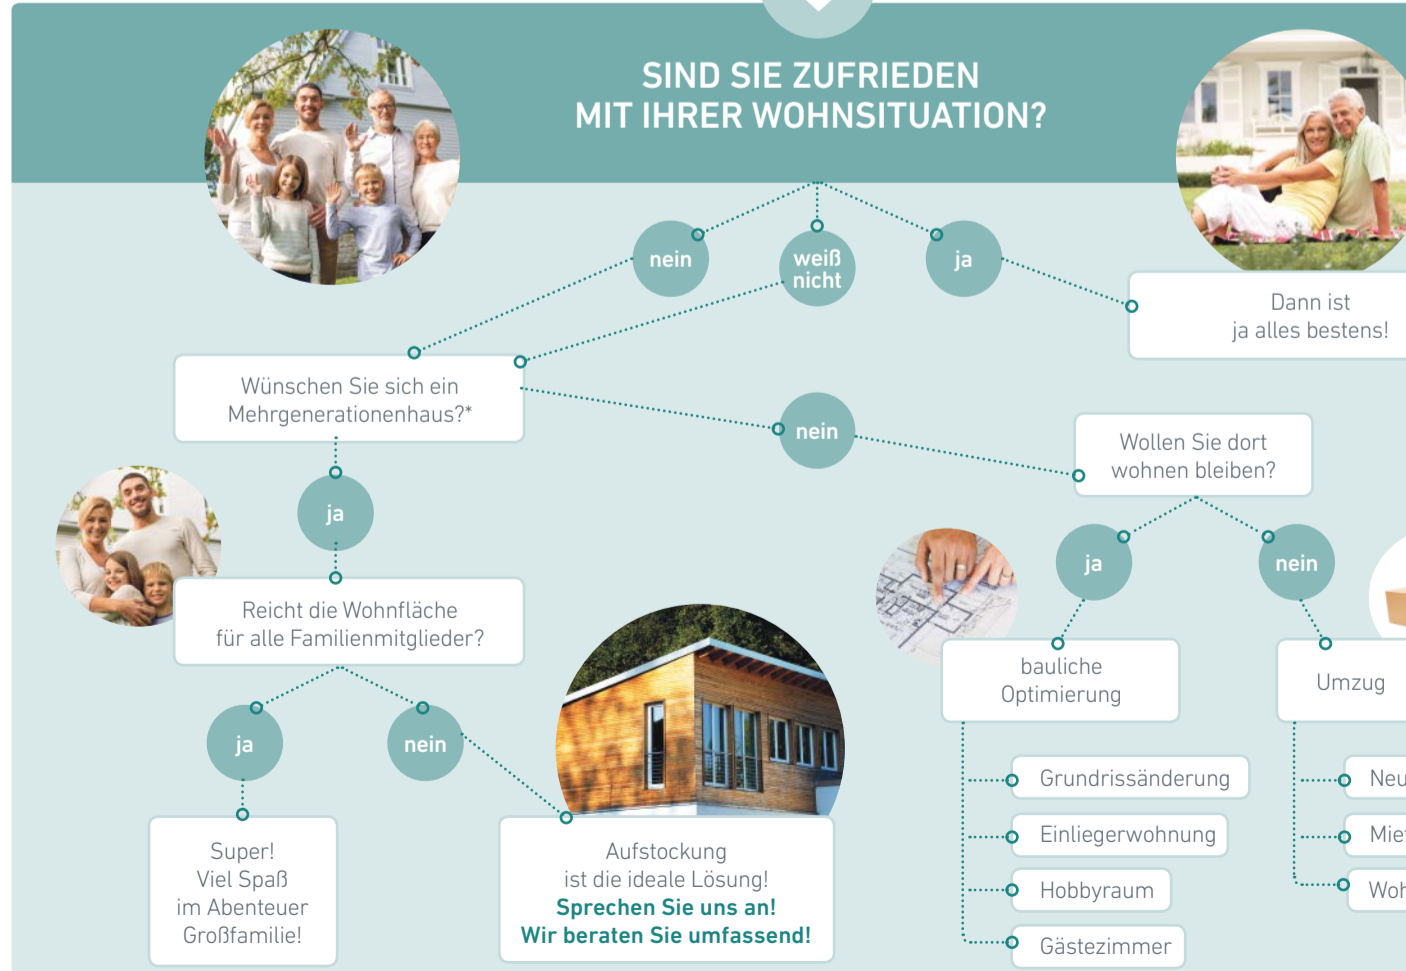 SIND SIE ZUFRIEDEN
MIT IHRER WOHNSITUATION?
nein
weiß
nicht
ja
Dann ist
ja alles bestens!
Wünschen Sie sich ein
Mehrgenerationenhaus?*
nein
Wollen Sie dort
wohnen bleiben?
ja
ja
nein
Reicht die Wohnfläche
für alle Familienmitglieder?
bauliche
Optimierung
Umzug
ja
nein
Grundrissänderung
Einliegerwohnung
Hobbyraum
Gästezimmer
Super!
Viel Spaß
im Abenteuer
Großfamilie!
Aufstockung
ist die ideale Lösung!
Sprechen Sie uns an!
Wir beraten Sie umfassend!